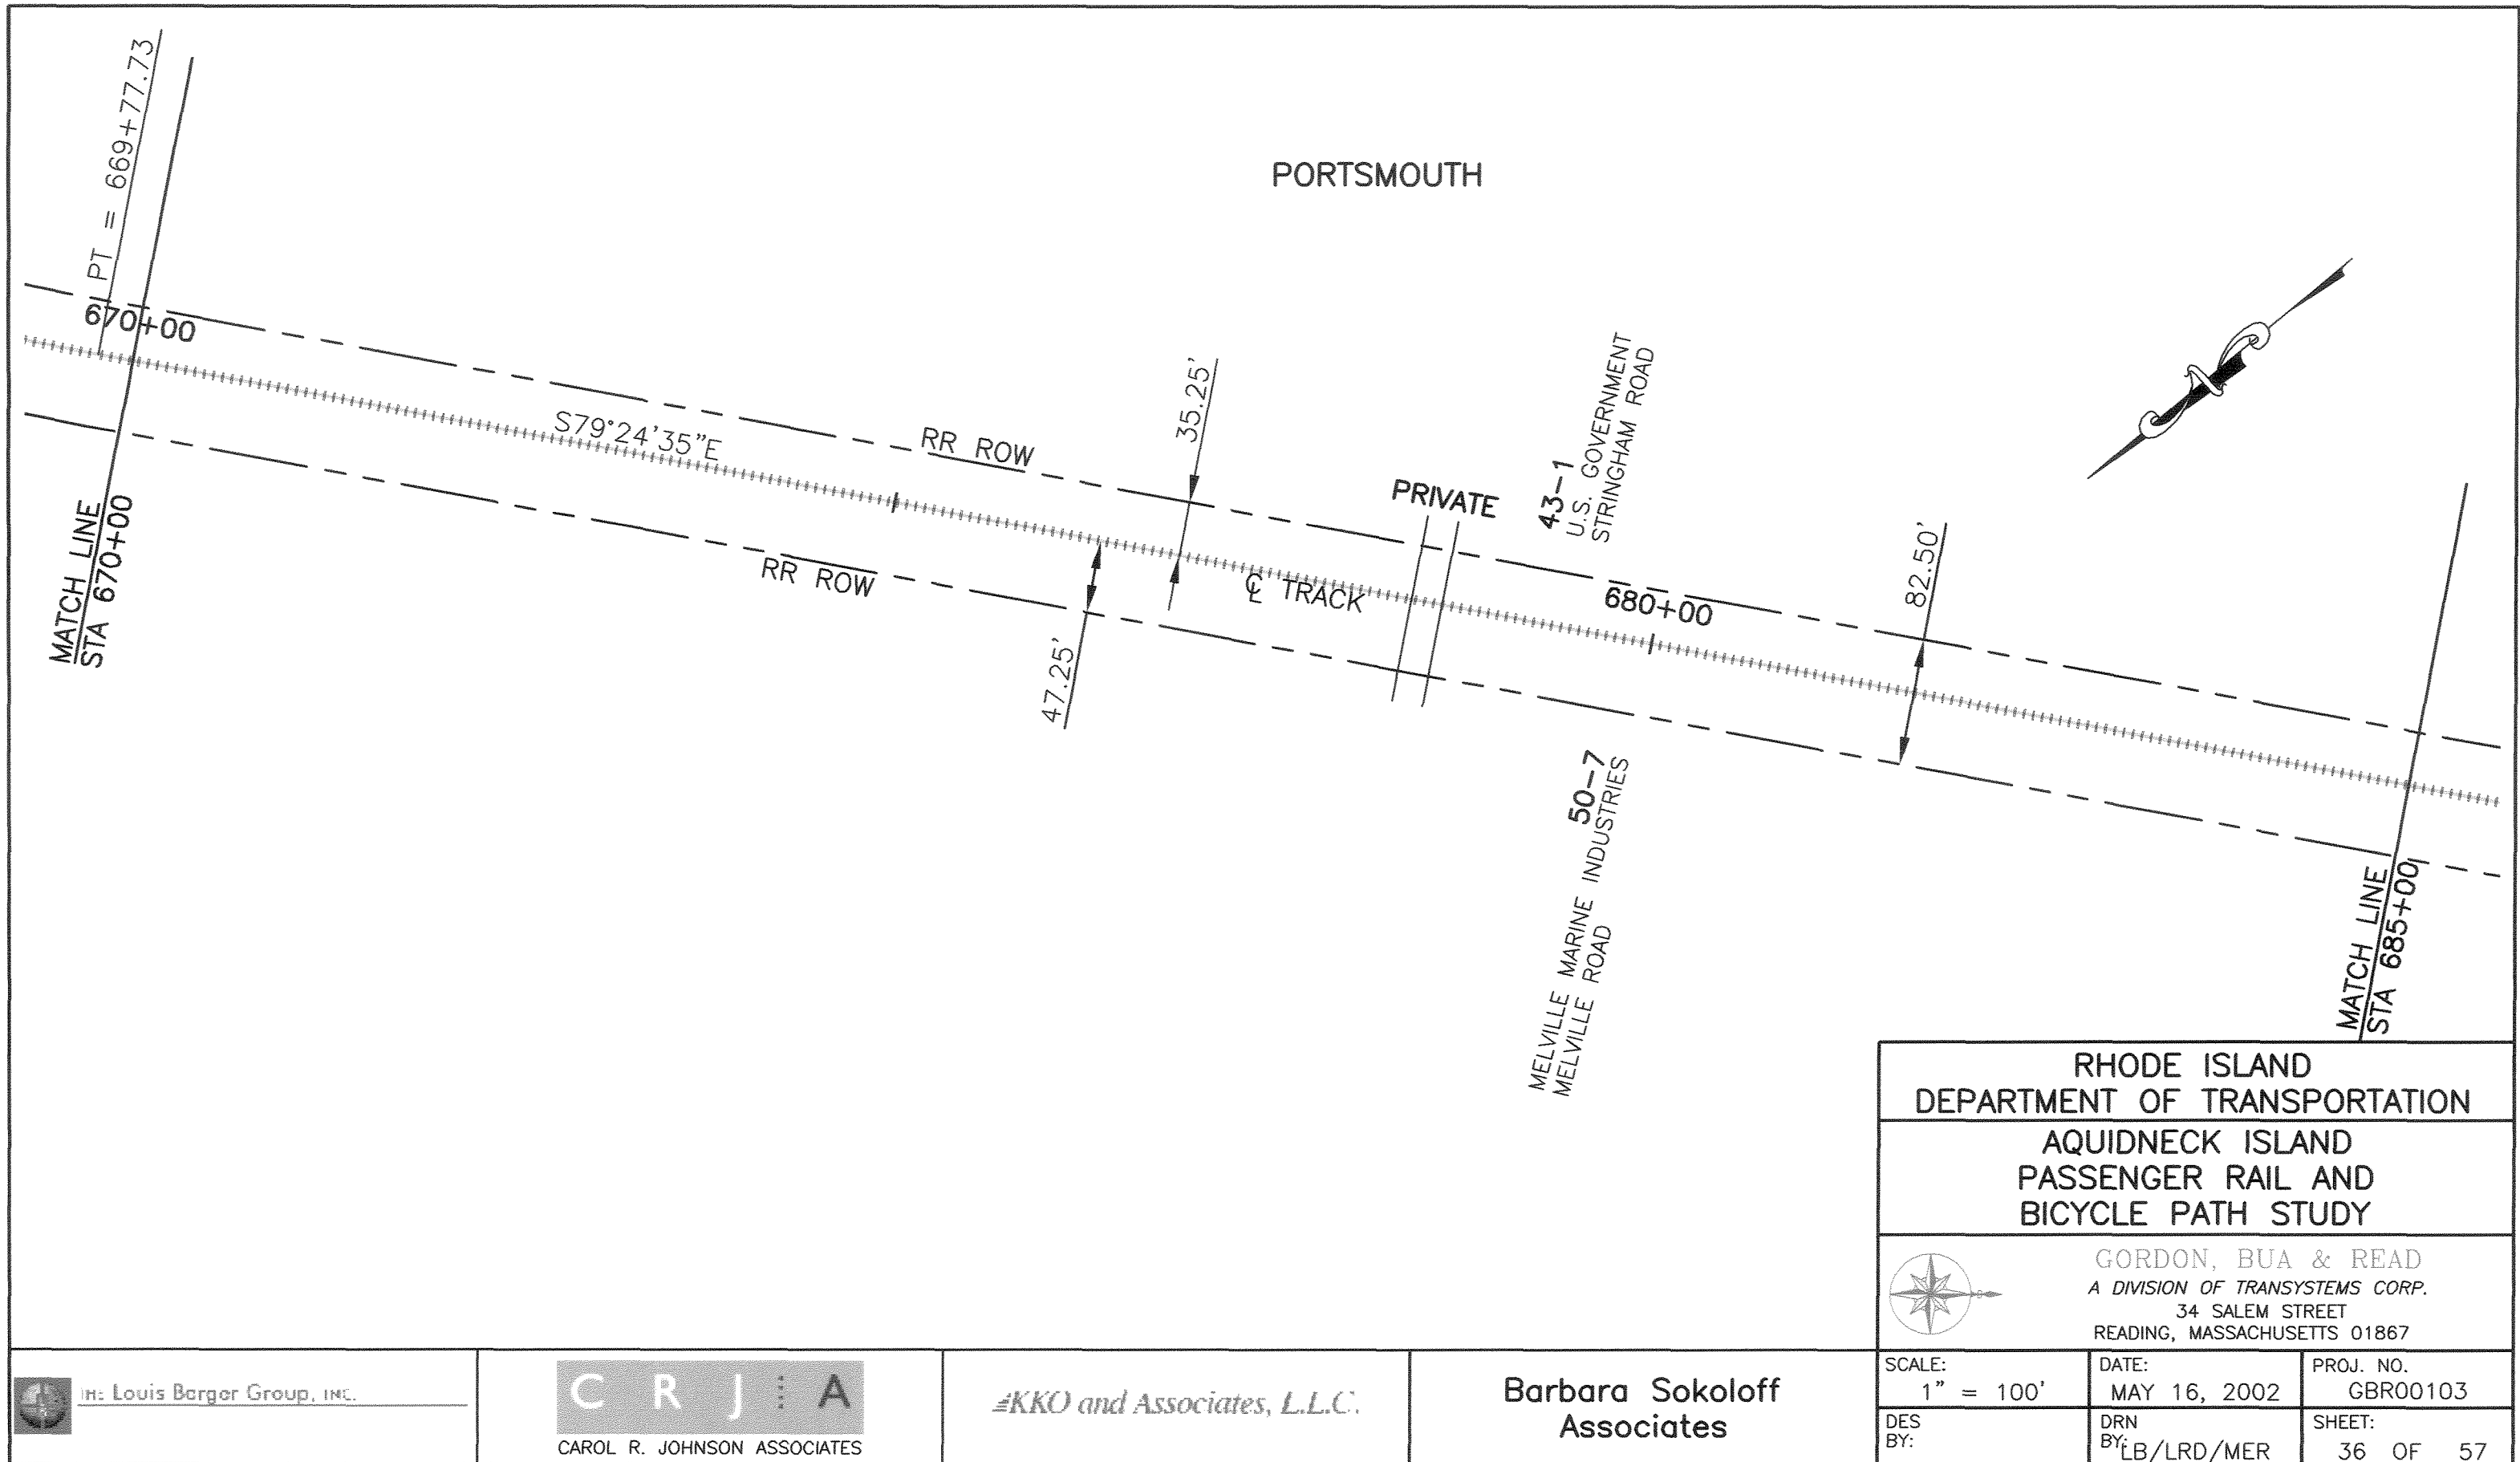 PORTSMOUTH
PT = 669+77.73
670+00
MATCH LINE
STA 670+00
S79°24'35"E
RR ROW
RR ROW
35.25'
47.25'
℄ TRACK
PRIVATE
43-1
U.S. GOVERNMENT
STRINGHAM ROAD
680+00
82.50'
50-7
MELVILLE MARINE INDUSTRIES
MELVILLE ROAD
MATCH LINE
STA 685+00
RHODE ISLAND
DEPARTMENT OF TRANSPORTATION
AQUIDNECK ISLAND
PASSENGER RAIL AND
BICYCLE PATH STUDY
GORDON, BUA & READ
A DIVISION OF TRANSYSTEMS CORP.
34 SALEM STREET
READING, MASSACHUSETTS 01867
THE Louis Berger Group, INC.
C R J A
CAROL R. JOHNSON ASSOCIATES
KKO and Associates, L.L.C.
Barbara Sokoloff
Associates
SCALE:
1" = 100'
DATE:
MAY 16, 2002
PROJ. NO.
GBR00103
DES
BY:
DRN
BY: LB/LRD/MER
SHEET:
36 OF 57